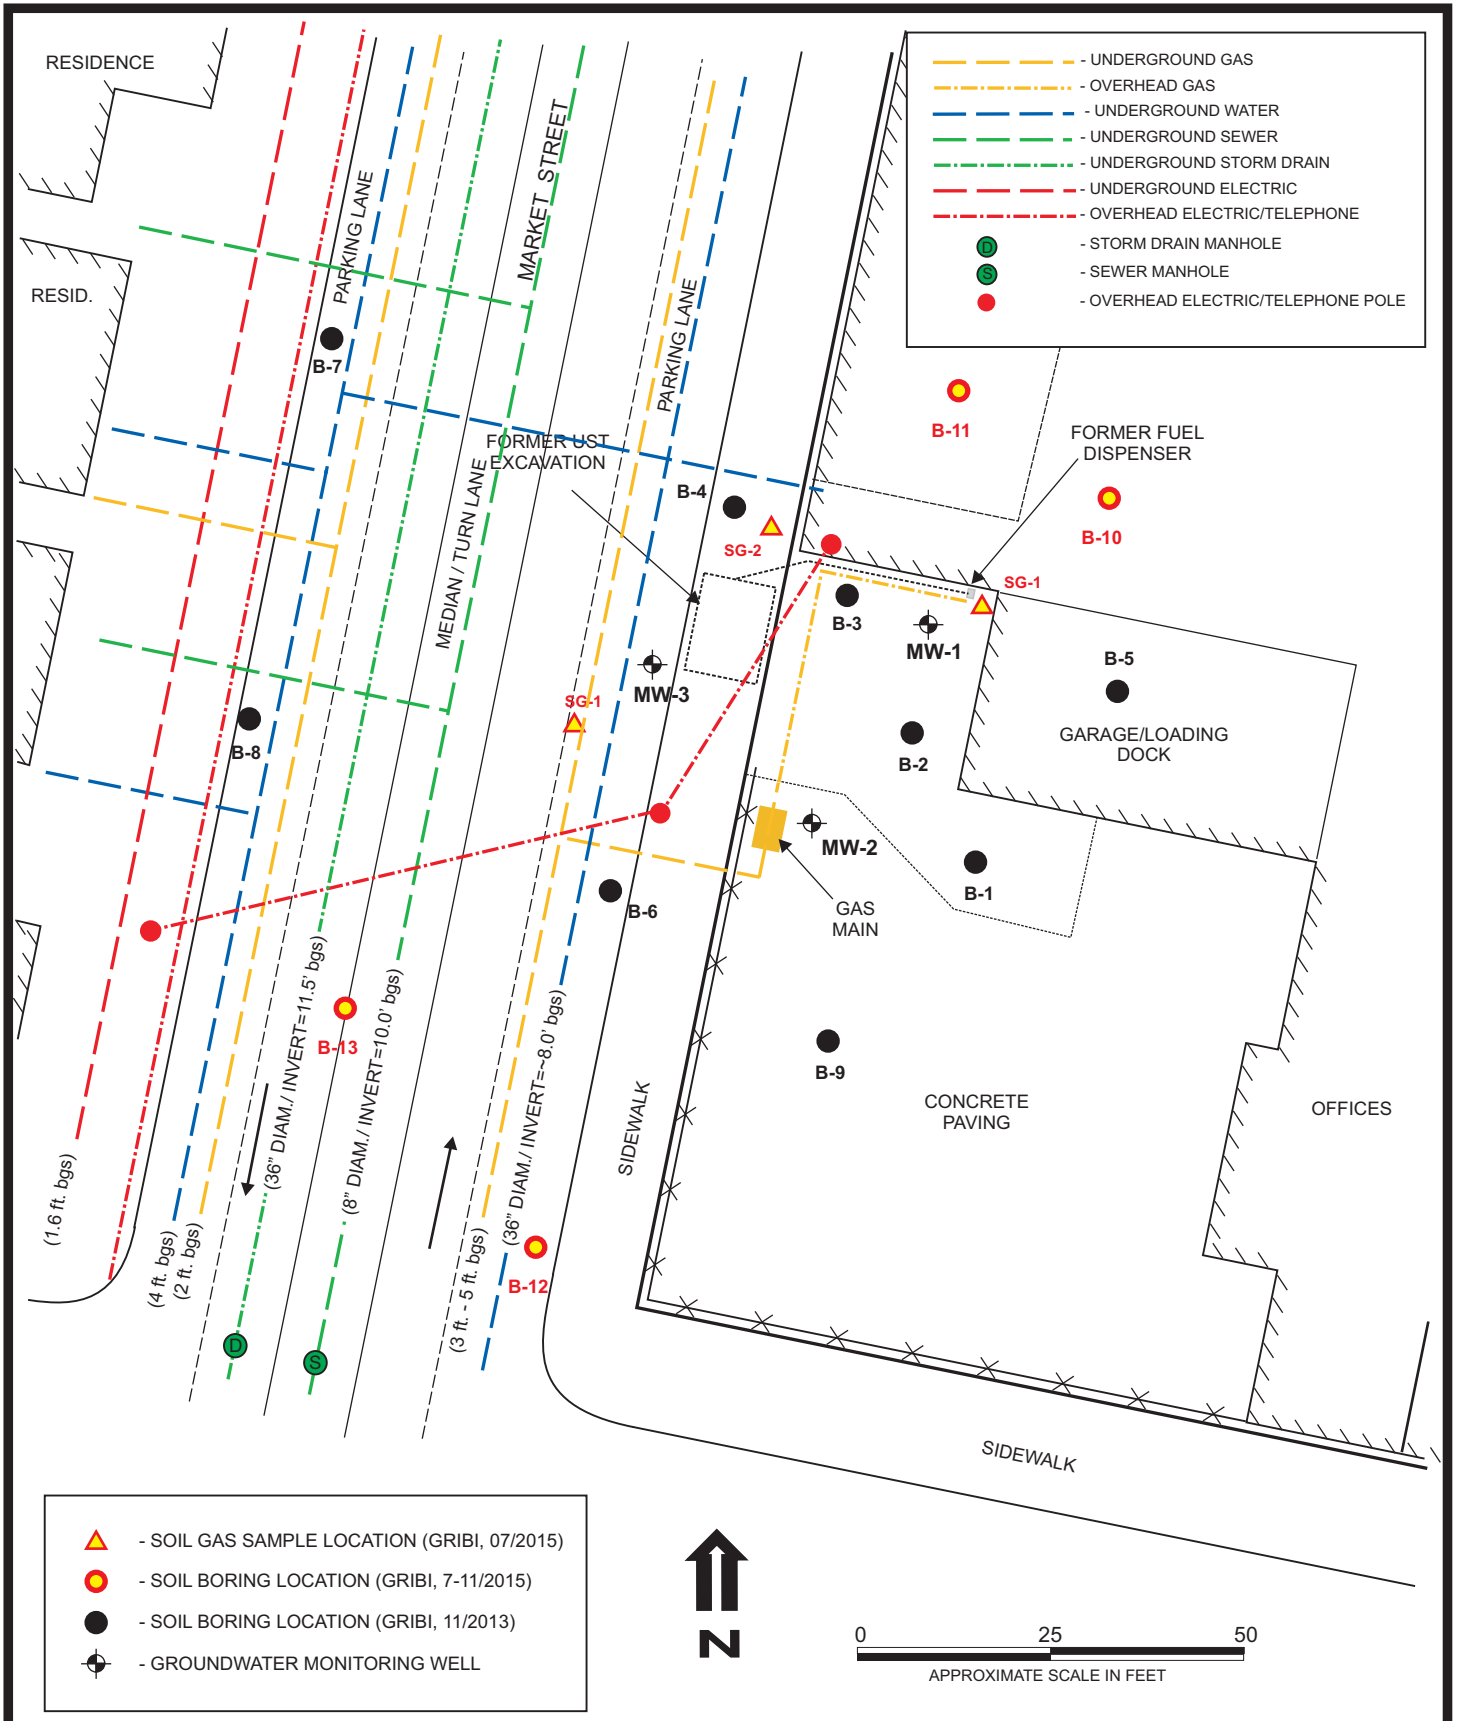 RESIDENCE
- UNDERGROUND GAS
- OVERHEAD GAS
- UNDERGROUND WATER
- UNDERGROUND SEWER
- UNDERGROUND STORM DRAIN
- UNDERGROUND ELECTRIC
- OVERHEAD ELECTRIC/TELEPHONE
D - STORM DRAIN MANHOLE
S - SEWER MANHOLE
- OVERHEAD ELECTRIC/TELEPHONE POLE
MARKET STREET
PARKING LANE
PARKING LANE
RESID.
B-7
B-11
FORMER FUEL
DISPENSER
FORMER UST
EXCAVATION
B-4
B-10
SG-2
MEDIAN / TURN LANE
SG-1
B-3
MW-1
B-5
MW-3
SG-1
B-8
B-2
GARAGE/LOADING
DOCK
MW-2
B-1
B-6
GAS
MAIN
B-13
B-9
CONCRETE
PAVING
OFFICES
SIDEWALK
(1.6 ft. bgs)
(4 ft. bgs)
(2 ft. bgs)
(36” DIAM./ INVERT=11.5’ bgs)
(8” DIAM./ INVERT=10.0’ bgs)
(3 ft. - 5 ft. bgs)
(36” DIAM./ INVERT=~8.0’ bgs)
B-12
D
S
SIDEWALK
- SOIL GAS SAMPLE LOCATION (GRIBI, 07/2015)
- SOIL BORING LOCATION (GRIBI, 7-11/2015)
- SOIL BORING LOCATION (GRIBI, 11/2013)
- GROUNDWATER MONITORING WELL
N
0 25 50
APPROXIMATE SCALE IN FEET